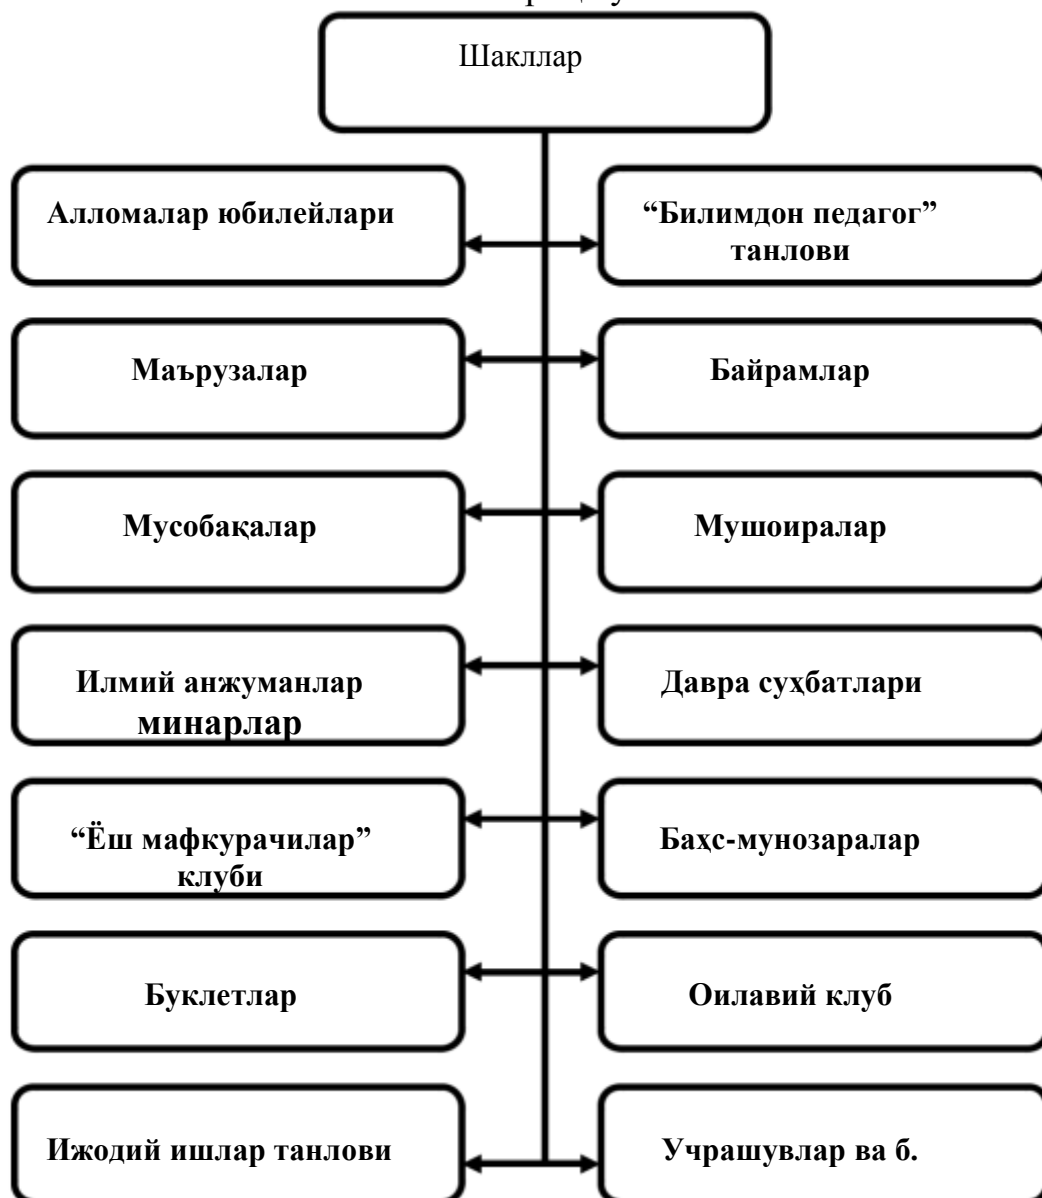 Шакллар
Алломалар юбилейлари
“Билимдон педагог”
танлови
Маърузалар
Байрамлар
Мусобақалар
Мушоиралар
Илмий анжуманлар
минарлар
Давра суҳбатлари
“Ёш мафкурачилар”
клуби
Баҳс-мунозаралар
Буклетлар
Оилавий клуб
Ижодий ишлар танлови
Учрашувлар ва б.